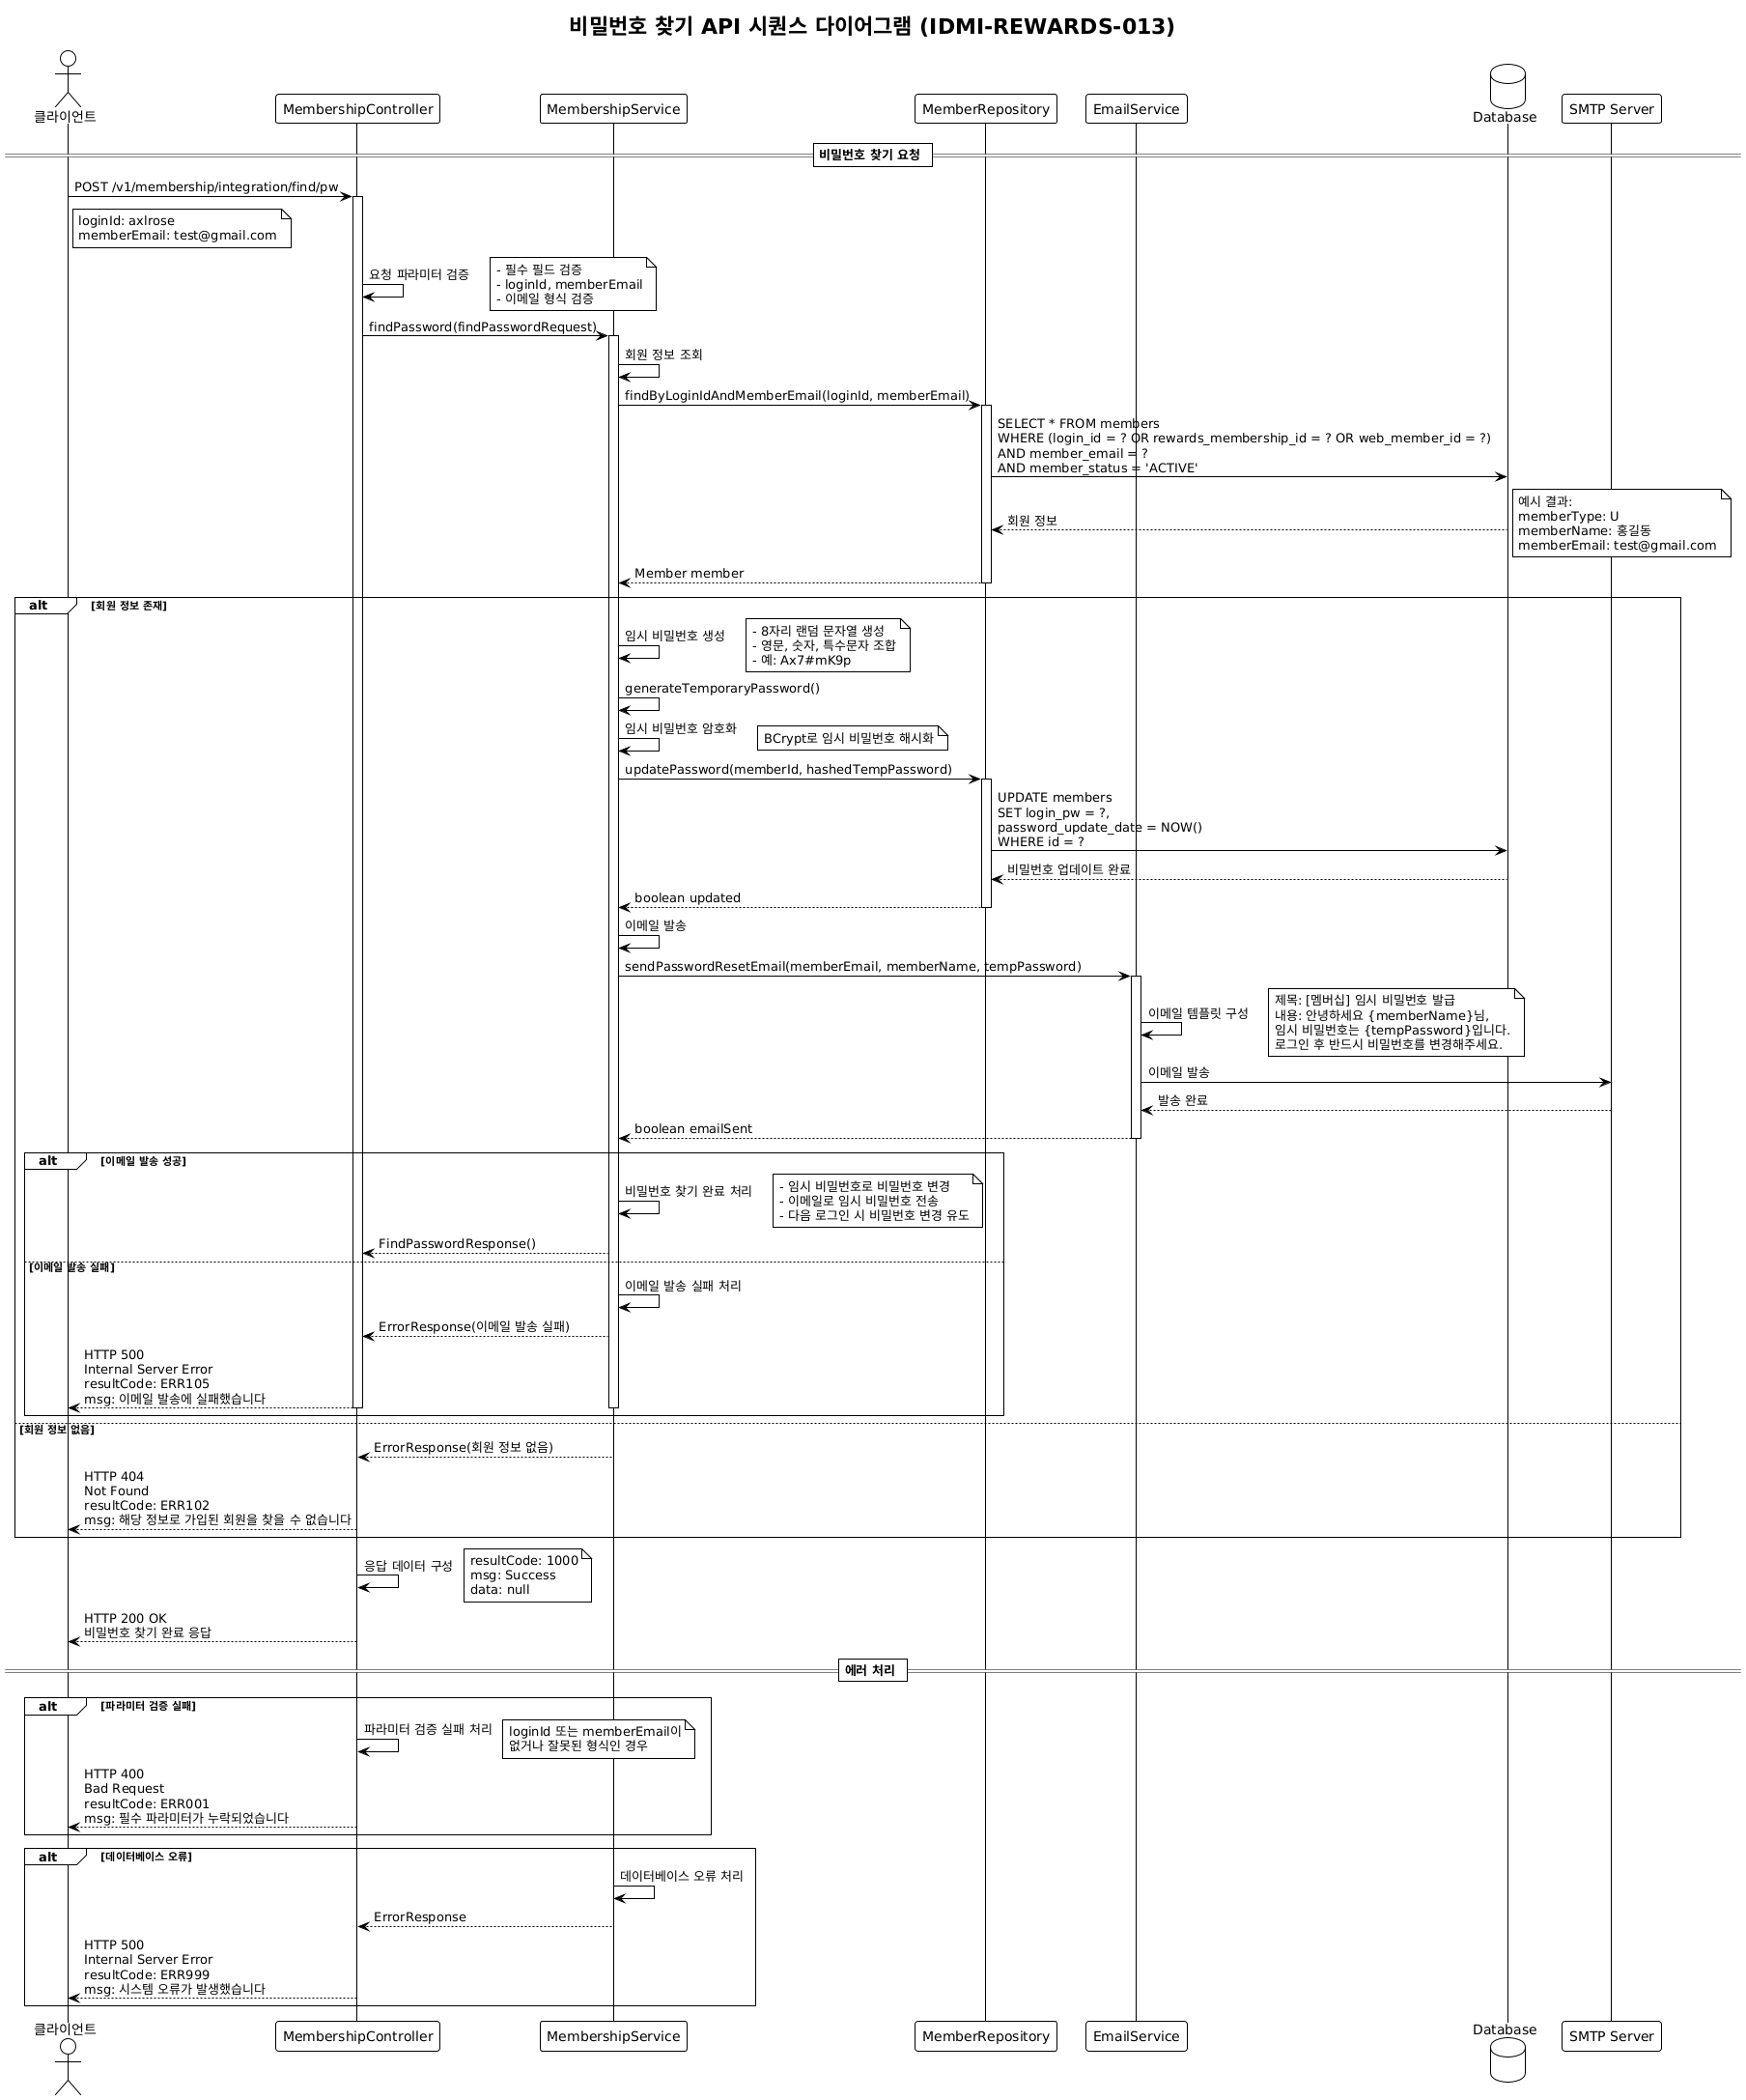 비밀번호 찾기 API 시퀀스 다이어그램 (IDMI-REWARDS-013)
클라이언트
MembershipController
MembershipService
MemberRepository
EmailService
Database
SMTP Server
비밀번호 찾기 요청
POST /v1/membership/integration/find/pw
loginId: axlrose
memberEmail: test@gmail.com
요청 파라미터 검증
- 필수 필드 검증
- loginId, memberEmail
- 이메일 형식 검증
findPassword(findPasswordRequest)
회원 정보 조회
findByLoginIdAndMemberEmail(loginId, memberEmail)
SELECT * FROM members
WHERE (login_id = ? OR rewards_membership_id = ? OR web_member_id = ?)
AND member_email = ?
AND member_status = 'ACTIVE'
회원 정보
예시 결과:
memberType: U
memberName: 홍길동
memberEmail: test@gmail.com
Member member
alt
[회원 정보 존재]
임시 비밀번호 생성
- 8자리 랜덤 문자열 생성
- 영문, 숫자, 특수문자 조합
- 예: Ax7#mK9p
generateTemporaryPassword()
임시 비밀번호 암호화
BCrypt로 임시 비밀번호 해시화
updatePassword(memberId, hashedTempPassword)
UPDATE members
SET login_pw = ?,
password_update_date = NOW()
WHERE id = ?
비밀번호 업데이트 완료
boolean updated
이메일 발송
sendPasswordResetEmail(memberEmail, memberName, tempPassword)
이메일 템플릿 구성
제목: [멤버십] 임시 비밀번호 발급
내용: 안녕하세요 {memberName}님,
임시 비밀번호는 {tempPassword}입니다.
로그인 후 반드시 비밀번호를 변경해주세요.
이메일 발송
발송 완료
boolean emailSent
alt
[이메일 발송 성공]
비밀번호 찾기 완료 처리
- 임시 비밀번호로 비밀번호 변경
- 이메일로 임시 비밀번호 전송
- 다음 로그인 시 비밀번호 변경 유도
FindPasswordResponse()
[이메일 발송 실패]
이메일 발송 실패 처리
ErrorResponse(이메일 발송 실패)
HTTP 500
Internal Server Error
resultCode: ERR105
msg: 이메일 발송에 실패했습니다
[회원 정보 없음]
ErrorResponse(회원 정보 없음)
HTTP 404
Not Found
resultCode: ERR102
msg: 해당 정보로 가입된 회원을 찾을 수 없습니다
응답 데이터 구성
resultCode: 1000
msg: Success
data: null
HTTP 200 OK
비밀번호 찾기 완료 응답
에러 처리
alt
[파라미터 검증 실패]
파라미터 검증 실패 처리
loginId 또는 memberEmail이
없거나 잘못된 형식인 경우
HTTP 400
Bad Request
resultCode: ERR001
msg: 필수 파라미터가 누락되었습니다
alt
[데이터베이스 오류]
데이터베이스 오류 처리
ErrorResponse
HTTP 500
Internal Server Error
resultCode: ERR999
msg: 시스템 오류가 발생했습니다
클라이언트
MembershipController
MembershipService
MemberRepository
EmailService
Database
SMTP Server